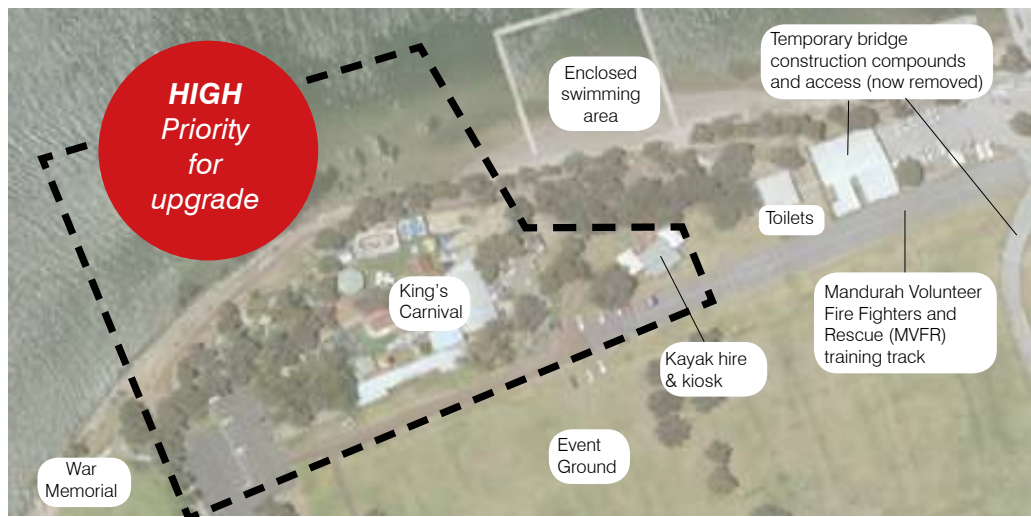 HIGH
Priority
for
upgrade
Enclosed
swimming
area
Temporary bridge
construction compounds
and access (now removed)
Toilets
King's
Carnival
Mandurah Volunteer
Fire Fighters and
Rescue (MVFR)
training track
Kayak hire
& kiosk
Event
Ground
War
Memorial